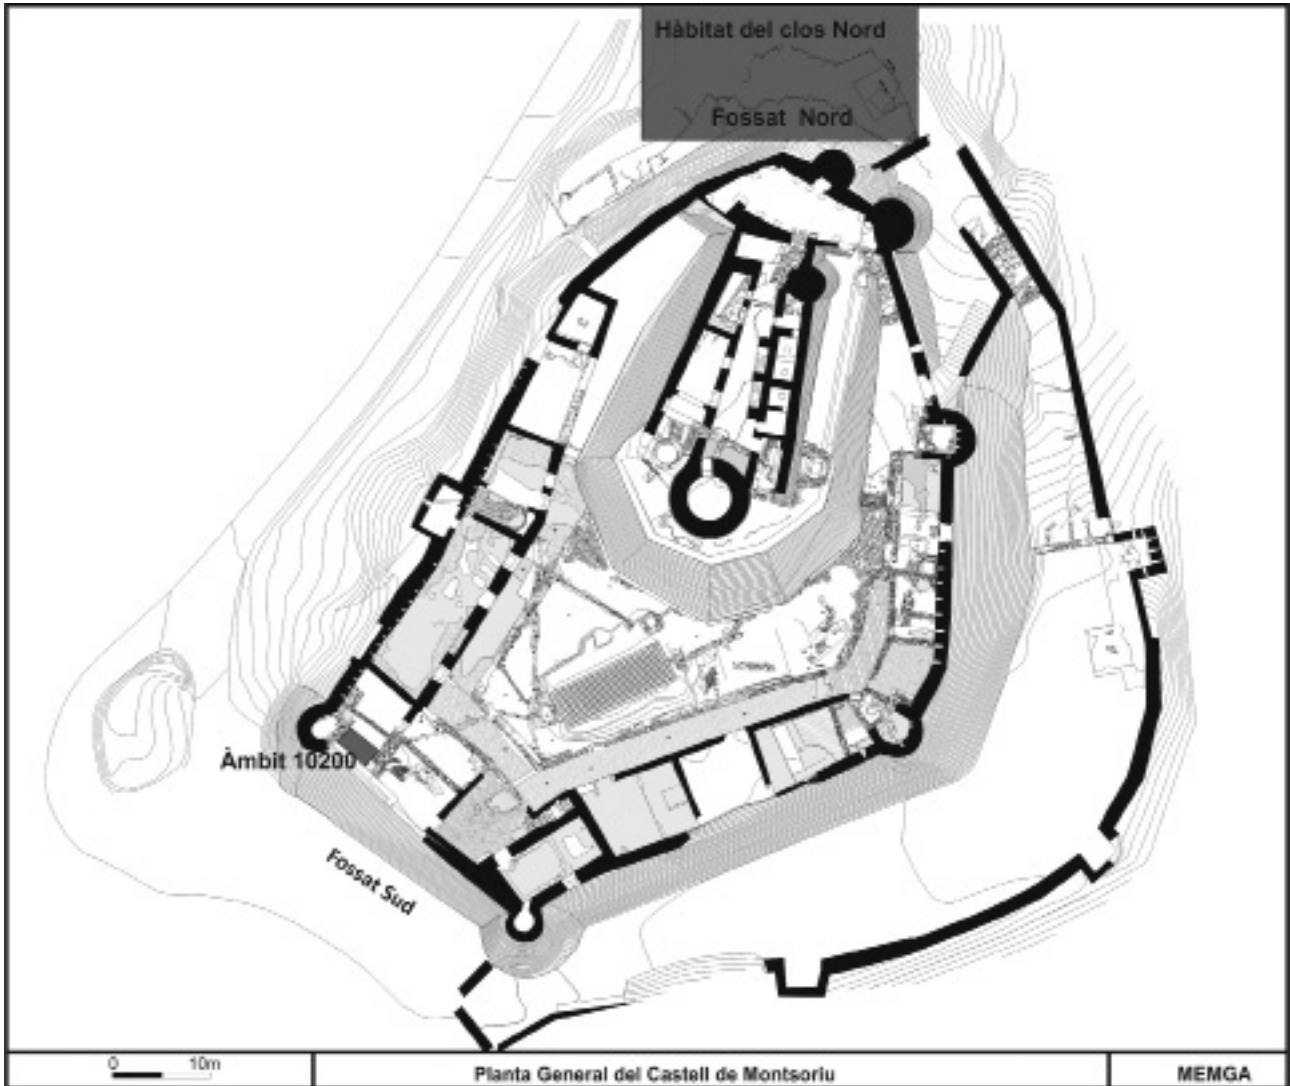 Hàbitat del clos Nord
Fossat Nord
Àmbit 10200
Fossat Sud
0 10m
Planta General del Castell de Montsoriu
MEMGA